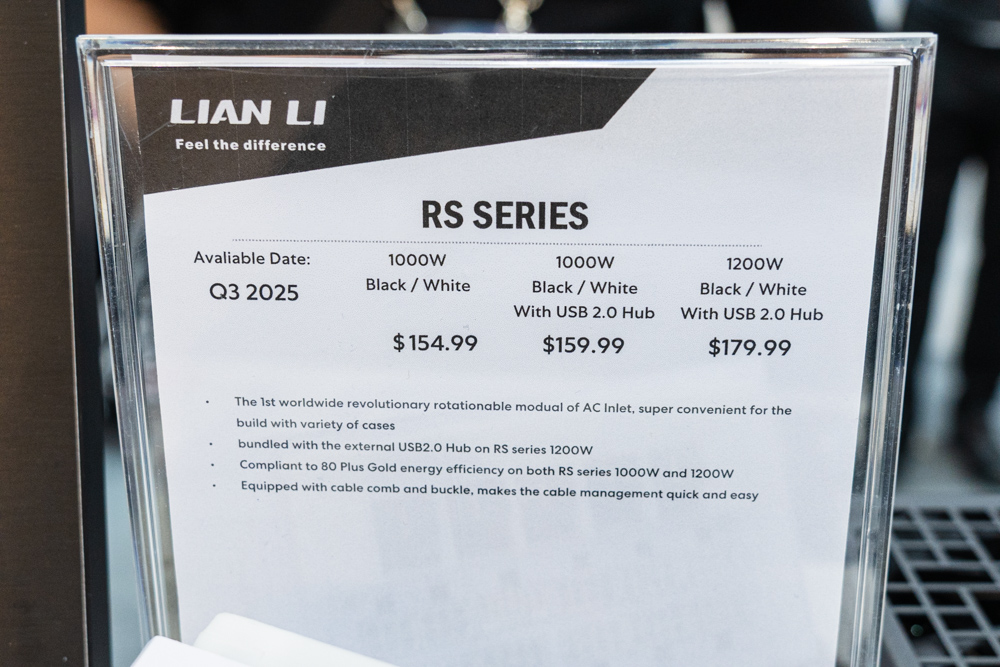 LIAN LI
Feel the difference
RS SERIES
Avaliable Date:
Q3 2025
1000W
Black / White
$154.99
1000W
Black / White
With USB 2.0 Hub
$159.99
1200W
Black / White
With USB 2.0 Hub
$179.99
• The 1st worldwide revolutionary rotationable modual of AC Inlet, super convenient for the
build with variety of cases
• bundled with the external USB2.0 Hub on RS series 1200W
• Compliant to 80 Plus Gold energy efficiency on both RS series 1000W and 1200W
• Equipped with cable comb and buckle, makes the cable management quick and easy